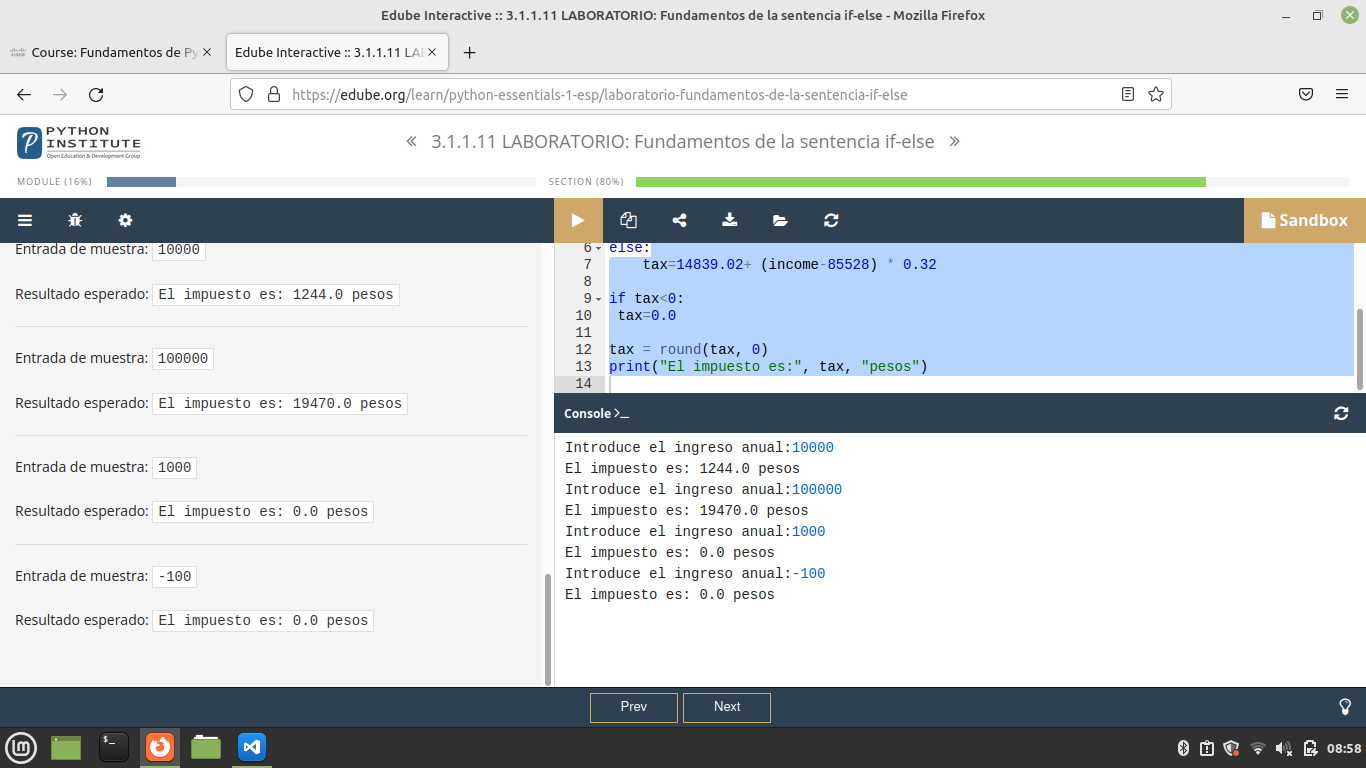 Edube Interactive :: 3.1.1.11 LABORATORIO: Fundamentos de la sentencia if-else - Mozilla Firefox
Course: Fundamentos de Py
Edube Interactive :: 3.1.1.11 LAB
https://edube.org/learn/python-essentials-1-esp/laboratorio-fundamentos-de-la-sentencia-if-else
PYTHON
INSTITUTE
Open Education & Development Group
« 3.1.1.11 LABORATORIO: Fundamentos de la sentencia if-else »
MODULE (16%)
SECTION (80%)
Sandbox
Entrada de muestra: 10000
Resultado esperado: El impuesto es: 1244.0 pesos
Entrada de muestra: 100000
Resultado esperado: El impuesto es: 19470.0 pesos
Entrada de muestra: 1000
Resultado esperado: El impuesto es: 0.0 pesos
Entrada de muestra: -100
Resultado esperado: El impuesto es: 0.0 pesos
6 else:
7     tax=14839.02+ (income-85528) * 0.32
8
9 if tax<0:
10  tax=0.0
11
12 tax = round(tax, 0)
13 print("El impuesto es:", tax, "pesos")
14
Console >_
Introduce el ingreso anual:10000
El impuesto es: 1244.0 pesos
Introduce el ingreso anual:100000
El impuesto es: 19470.0 pesos
Introduce el ingreso anual:1000
El impuesto es: 0.0 pesos
Introduce el ingreso anual:-100
El impuesto es: 0.0 pesos
Prev
Next
08:58